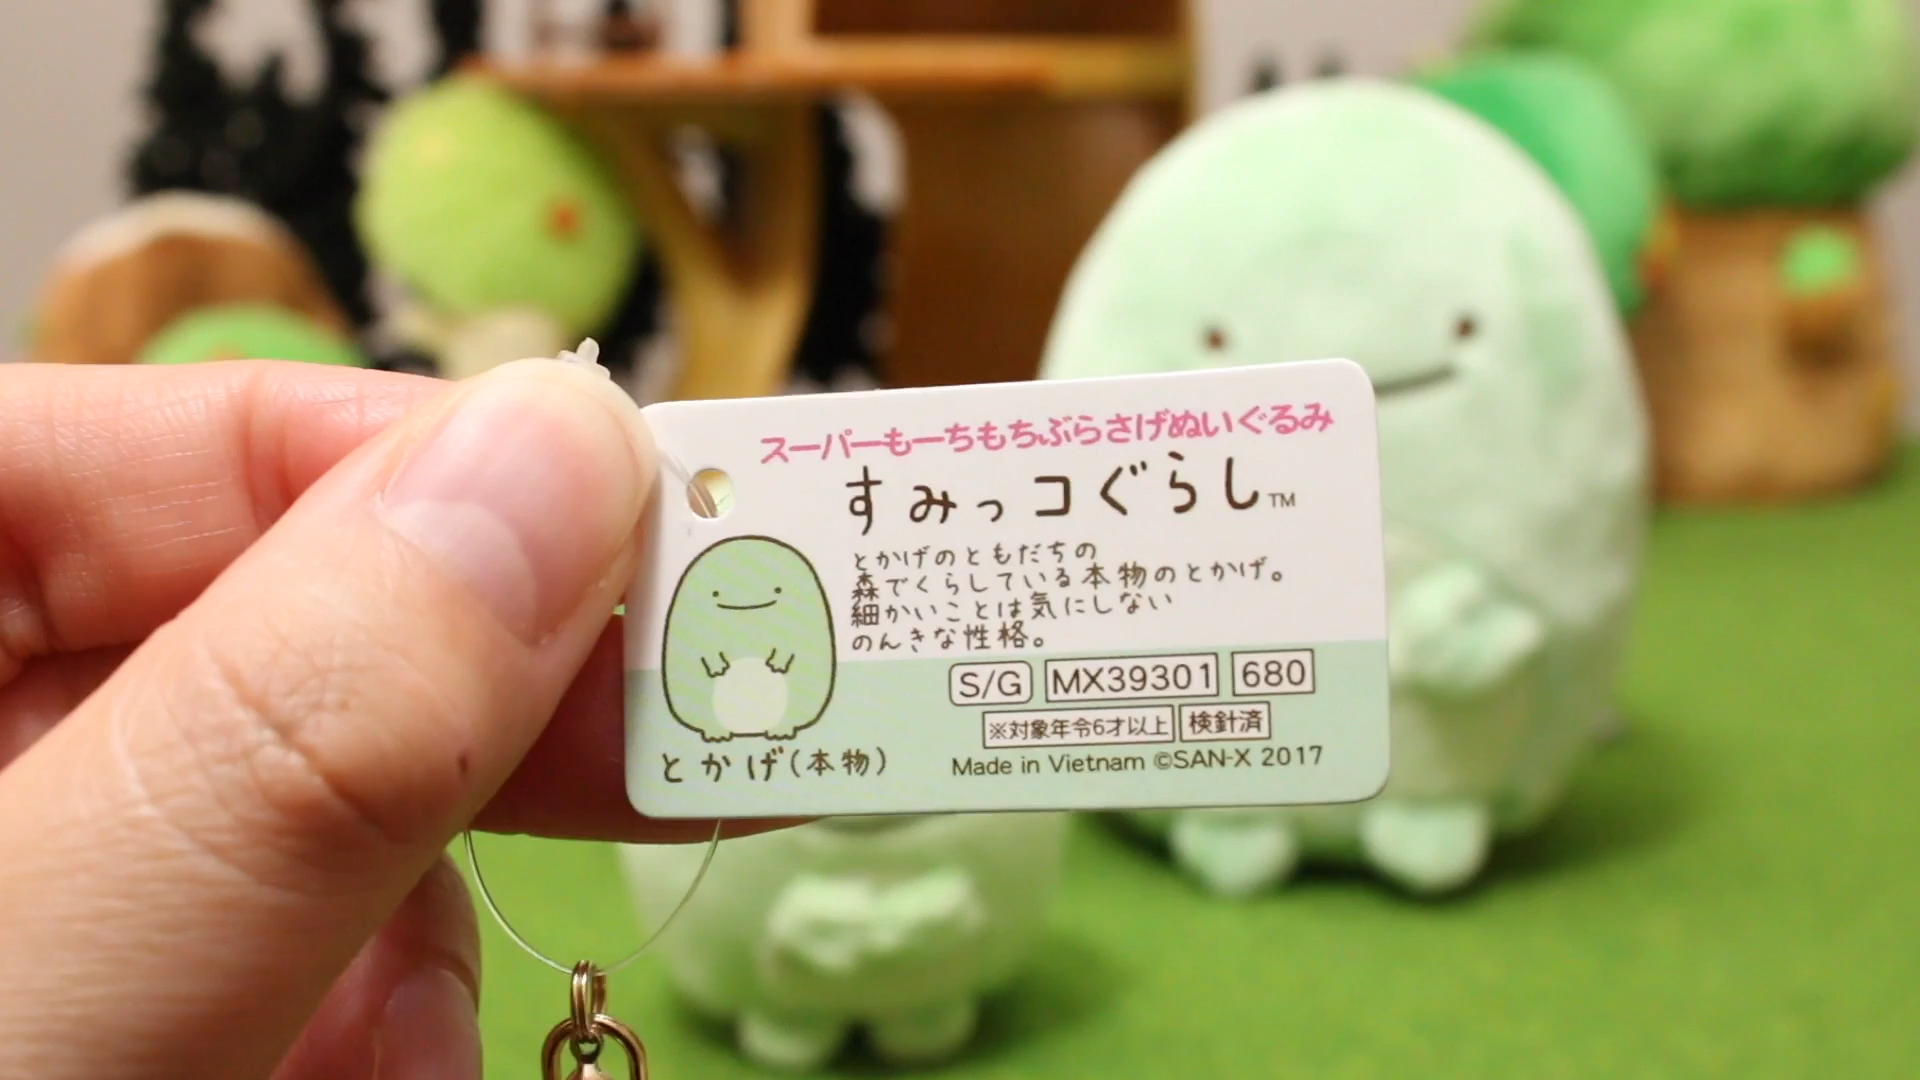 スーパーもーちもちぶらさげぬいぐるみ
すみっコぐらし™
とかげのともだちの
森でくらしている本物のとかげ。
細かいことは気にしない
のんきな性格。
S/G MX39301 680
※対象年令6才以上 検針済
とかげ(本物)
Made in Vietnam ©SAN-X 2017